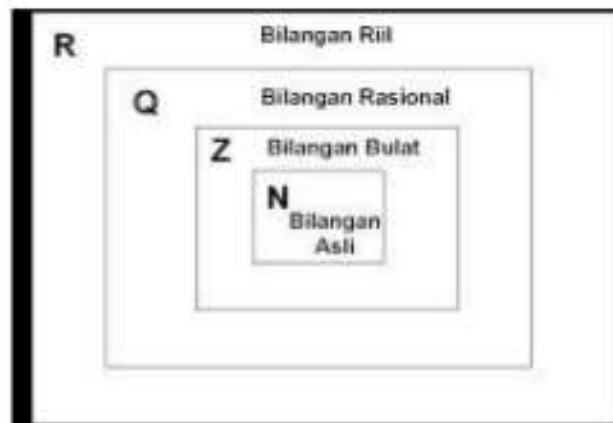 R Bilangan Riil
Q Bilangan Rasional
Z Bilangan Bulat
N
Bilangan
Asli